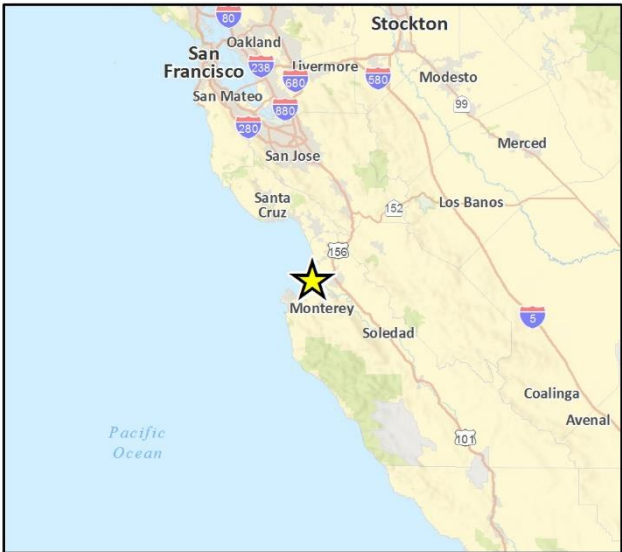 80
Stockton
Oakland
San
Francisco
238
Livermore
680
580
Modesto
San Mateo
880
99
280
Merced
San Jose
Santa
Cruz
152
Los Banos
156
Monterey
5
Soledad
Coalinga
Avenal
Pacific
Ocean
101